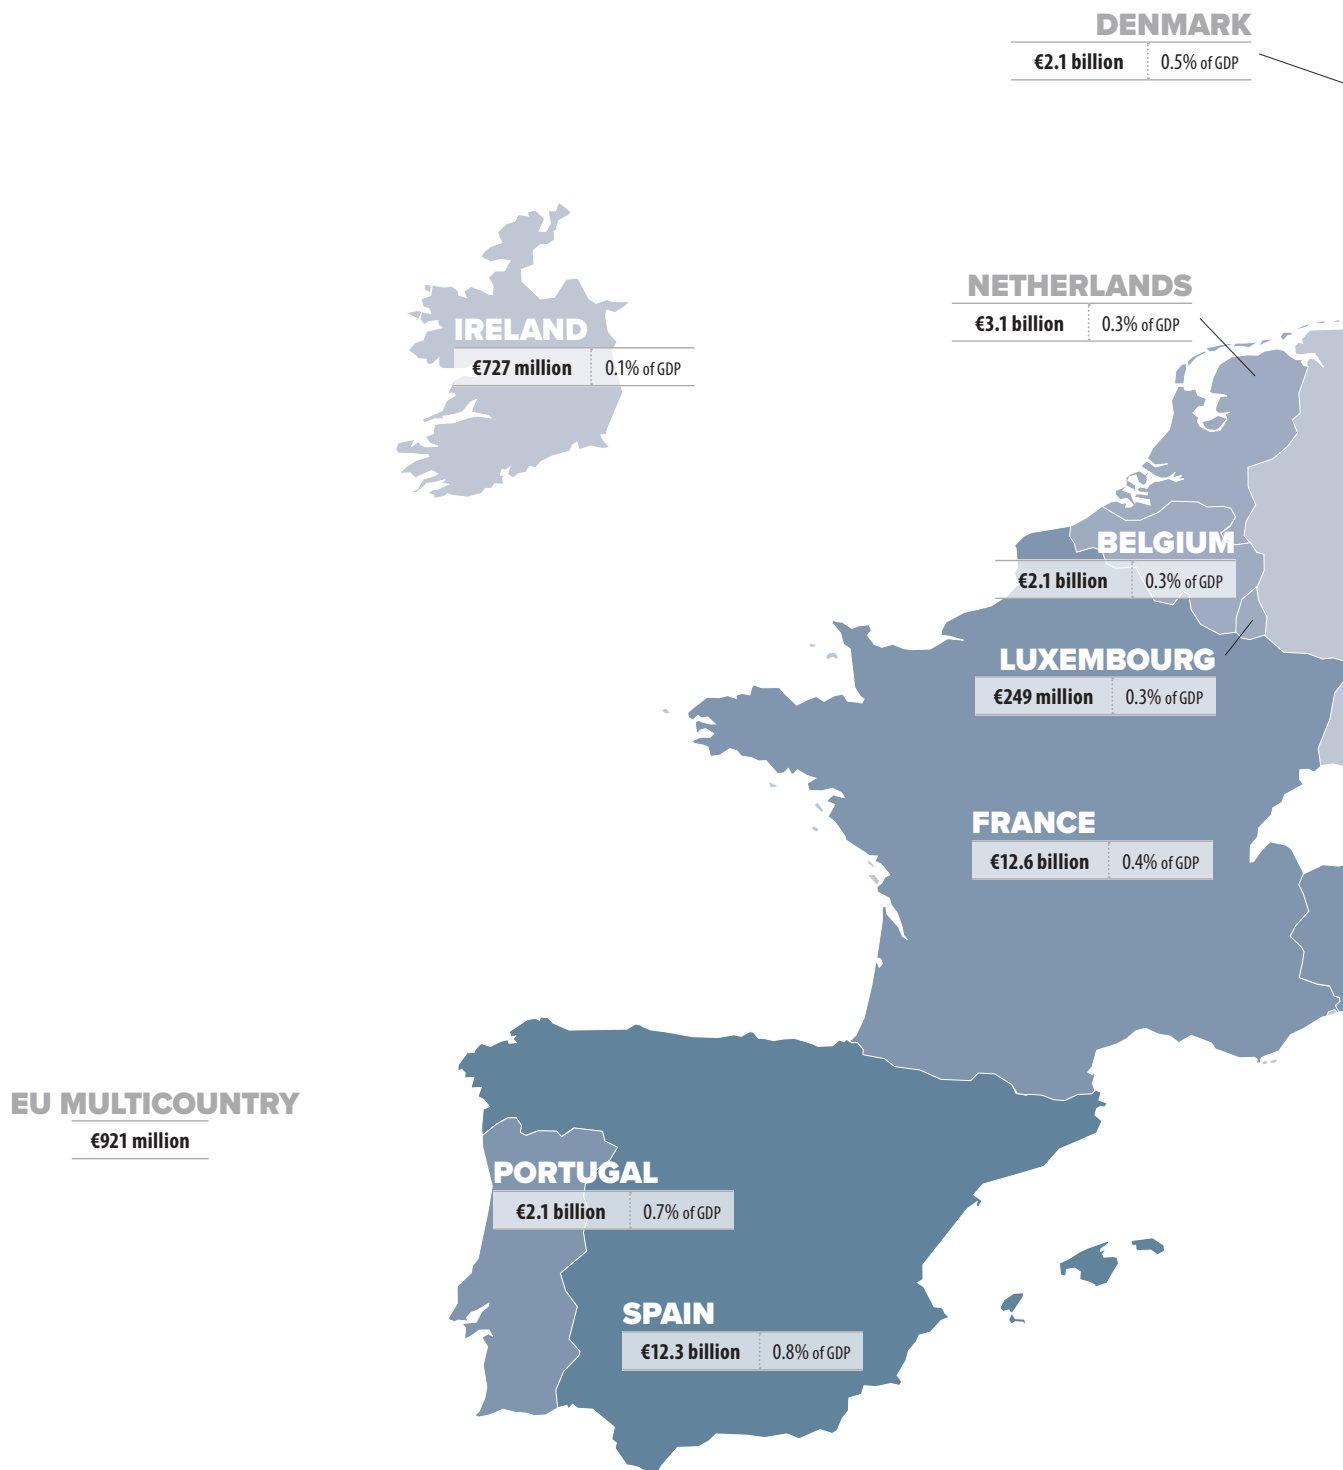 DENMARK
€2.1 billion 0.5% of GDP
NETHERLANDS
€3.1 billion 0.3% of GDP
IRELAND
€727 million 0.1% of GDP
BELGIUM
€2.1 billion 0.3% of GDP
LUXEMBOURG
€249 million 0.3% of GDP
FRANCE
€12.6 billion 0.4% of GDP
EU MULTICOUNTRY
€921 million
PORTUGAL
€2.1 billion 0.7% of GDP
SPAIN
€12.3 billion 0.8% of GDP